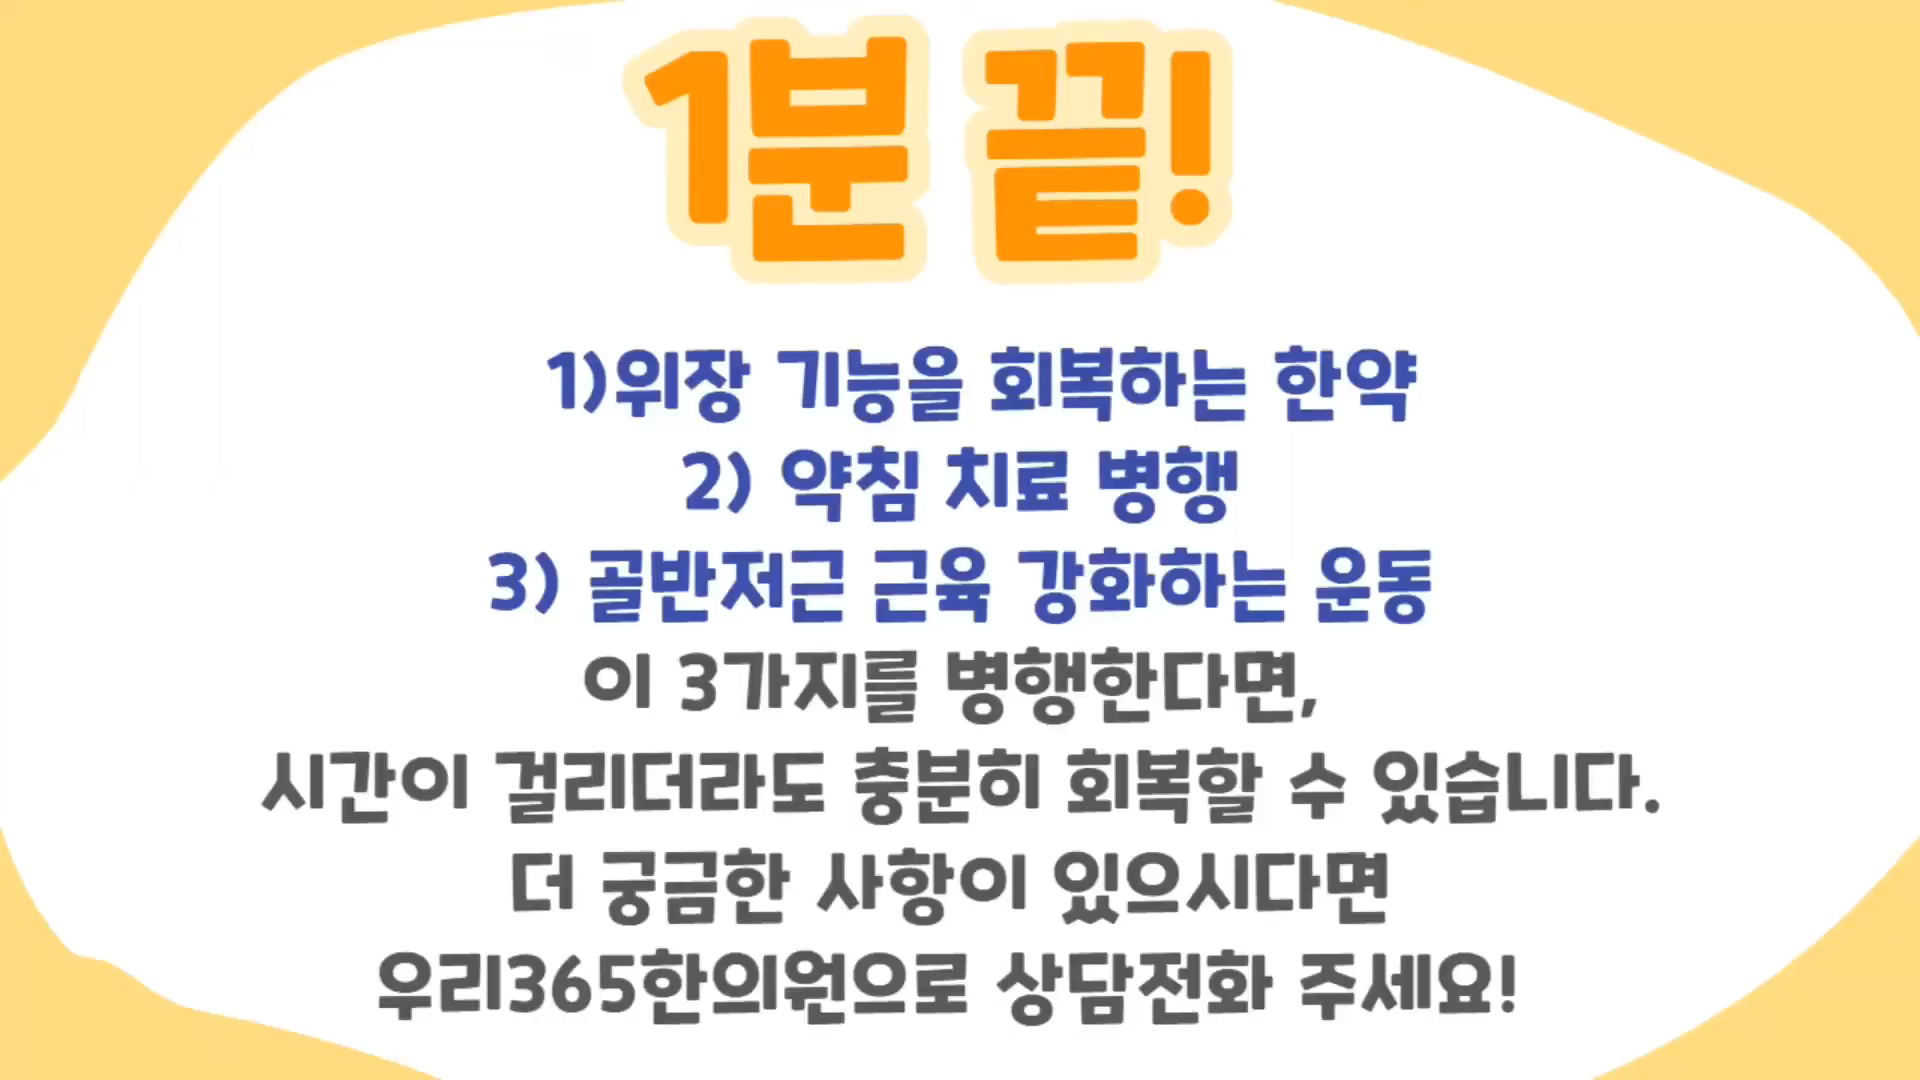 1분 끝!
1)위장 기능을 회복하는 한약
2) 약침 치료 병행
3) 골반저근 근육 강화하는 운동
이 3가지를 병행한다면,
시간이 걸리더라도 충분히 회복할 수 있습니다.
더 궁금한 사항이 있으시다면
우리365한의원으로 상담전화 주세요!